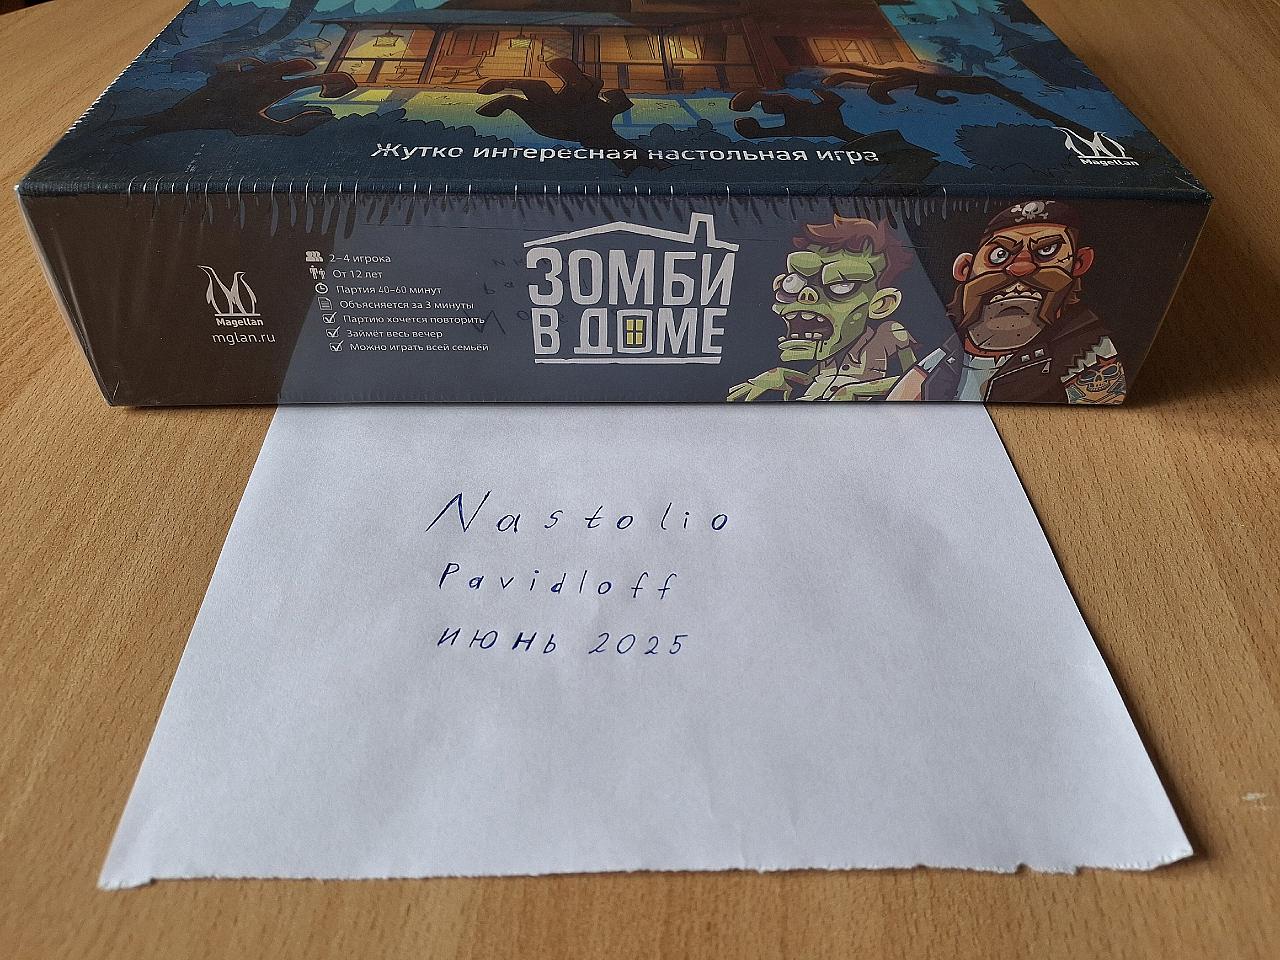 Жутко интересная настольная игра
Magellan
Magellan
mglan.ru
2–4 игрока
От 12 лет
Партия 40–60 минут
Объясняется за 3 минуты
Партию хочется повторить
Займёт весь вечер
Можно играть всей семьёй
ЗОМБИ
В ДОМЕ
Nastolio
Pavidloff
июнь 2025